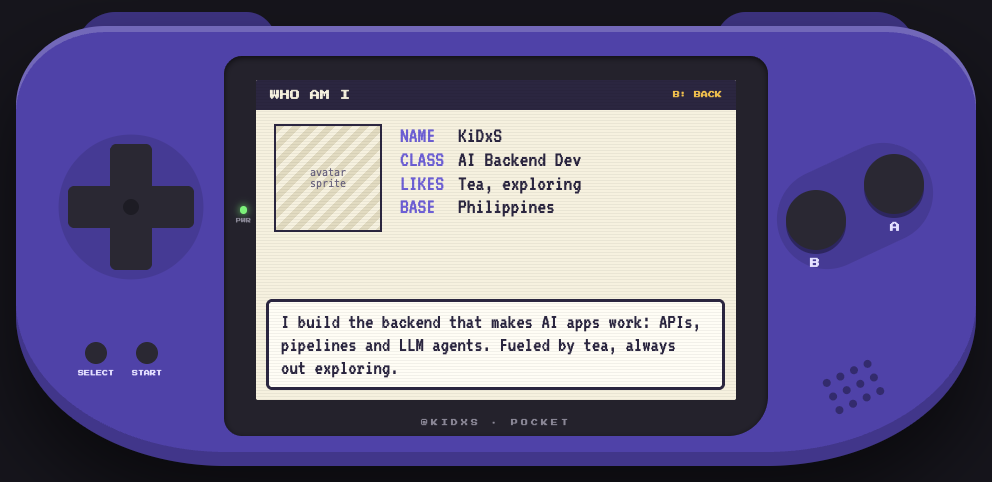 WHO AM I
B: BACK
avatar
sprite
NAME KiDxS
CLASS AI Backend Dev
LIKES Tea, exploring
BASE Philippines
PWR
A
B
I build the backend that makes AI apps work: APIs,
pipelines and LLM agents. Fueled by tea, always
out exploring.
SELECT START
@KIDXS · POCKET